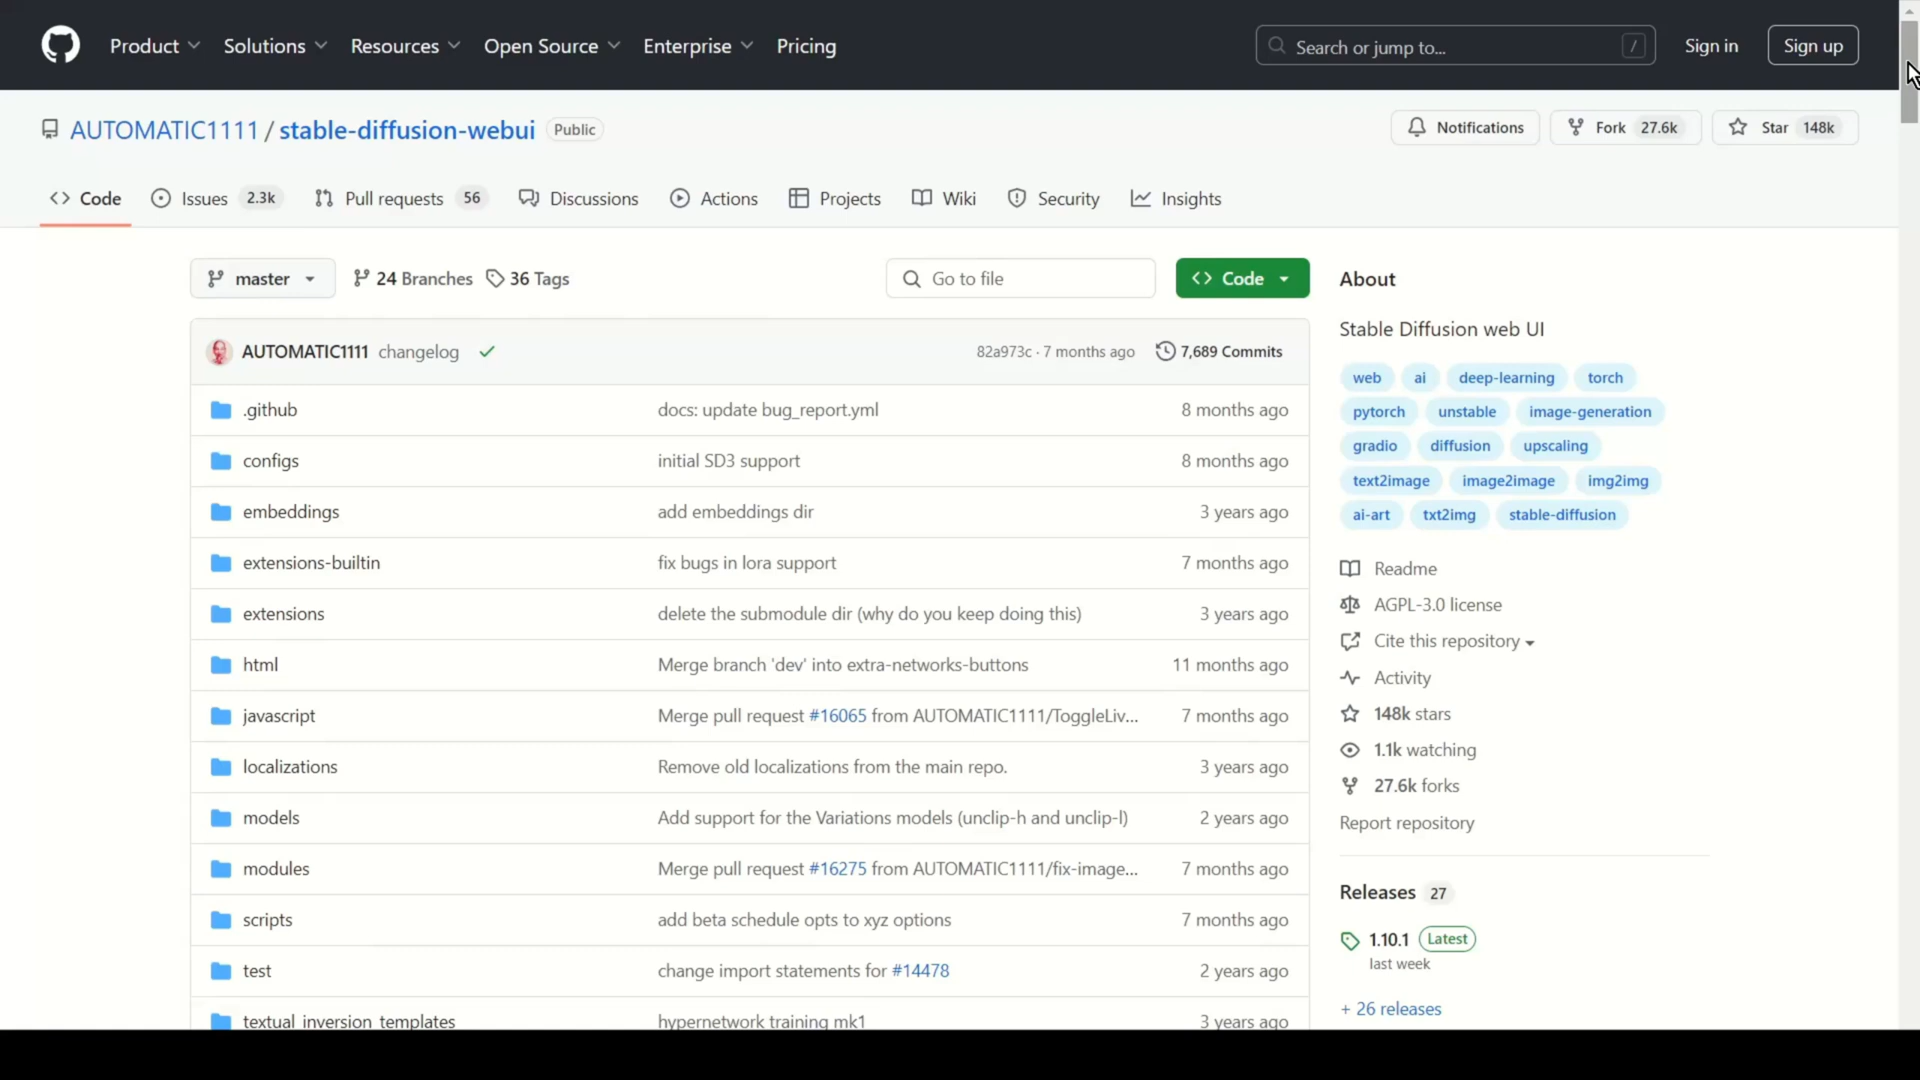 Product Solutions Resources Open Source Enterprise Pricing Search or jump to... / Sign in Sign up
AUTOMATIC1111 / stable-diffusion-webui Public Notifications Fork 27.6k Star 148k
Code Issues 2.3k Pull requests 56 Discussions Actions Projects Wiki Security Insights
master 24 Branches 36 Tags Go to file Code
AUTOMATIC1111 changelog 82a973c · 7 months ago 7,689 Commits
.github docs: update bug_report.yml 8 months ago
configs initial SD3 support 8 months ago
embeddings add embeddings dir 3 years ago
extensions-builtin fix bugs in lora support 7 months ago
extensions delete the submodule dir (why do you keep doing this) 3 years ago
html Merge branch 'dev' into extra-networks-buttons 11 months ago
javascript Merge pull request #16065 from AUTOMATIC1111/ToggleLiv... 7 months ago
localizations Remove old localizations from the main repo. 3 years ago
models Add support for the Variations models (unclip-h and unclip-l) 2 years ago
modules Merge pull request #16275 from AUTOMATIC1111/fix-image... 7 months ago
scripts add beta schedule opts to xyz options 7 months ago
test change import statements for #14478 2 years ago
textual_inversion_templates hypernetwork training mk1 3 years ago
About
Stable Diffusion web UI
web ai deep-learning torch
pytorch unstable image-generation
gradio diffusion upscaling
text2image image2image img2img
ai-art txt2img stable-diffusion
Readme
AGPL-3.0 license
Cite this repository
Activity
148k stars
1.1k watching
27.6k forks
Report repository
Releases 27
1.10.1 Latest
last week
+ 26 releases